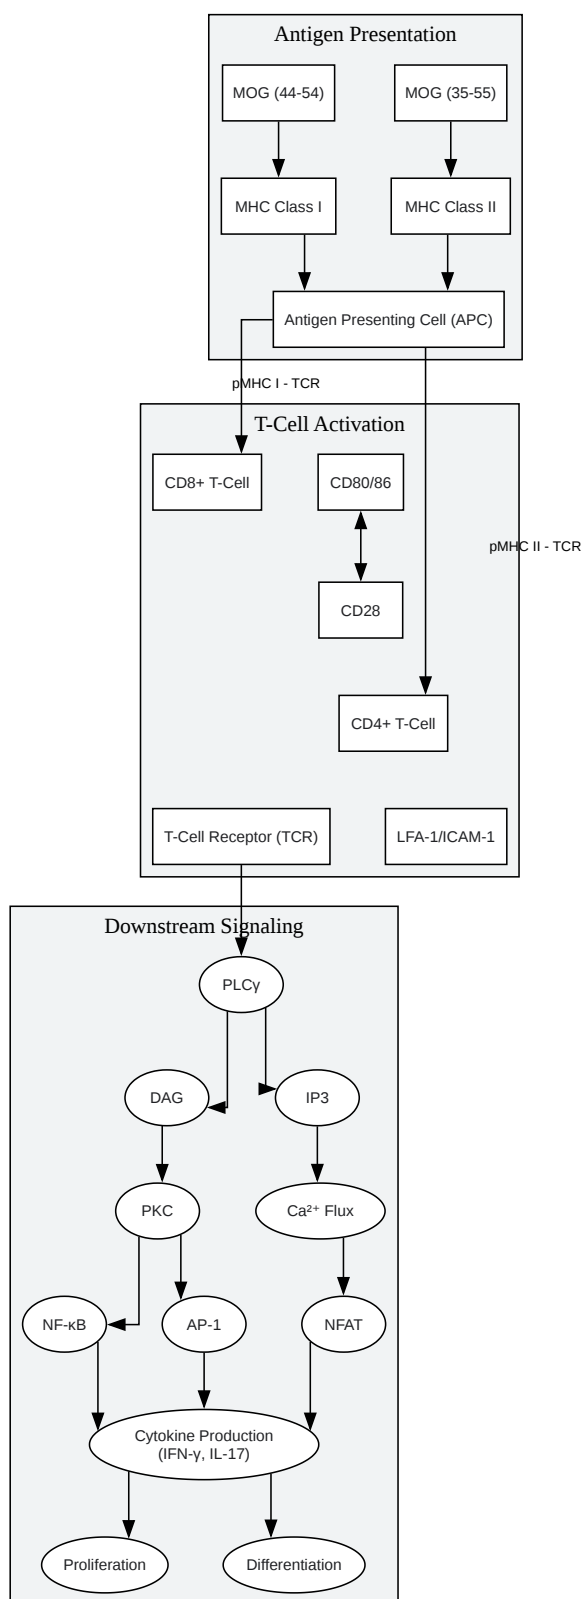 Antigen Presentation
MOG (44-54)
MOG (35-55)
MHC Class I
MHC Class II
Antigen Presenting Cell (APC)
pMHC I - TCR
T-Cell Activation
CD8+ T-Cell
CD80/86
pMHC II - TCR
CD28
CD4+ T-Cell
T-Cell Receptor (TCR)
LFA-1/ICAM-1
Downstream Signaling
PLCγ
DAG
IP3
PKC
Ca²⁺ Flux
NF-κB
AP-1
NFAT
Cytokine Production
(IFN-γ, IL-17)
Proliferation
Differentiation